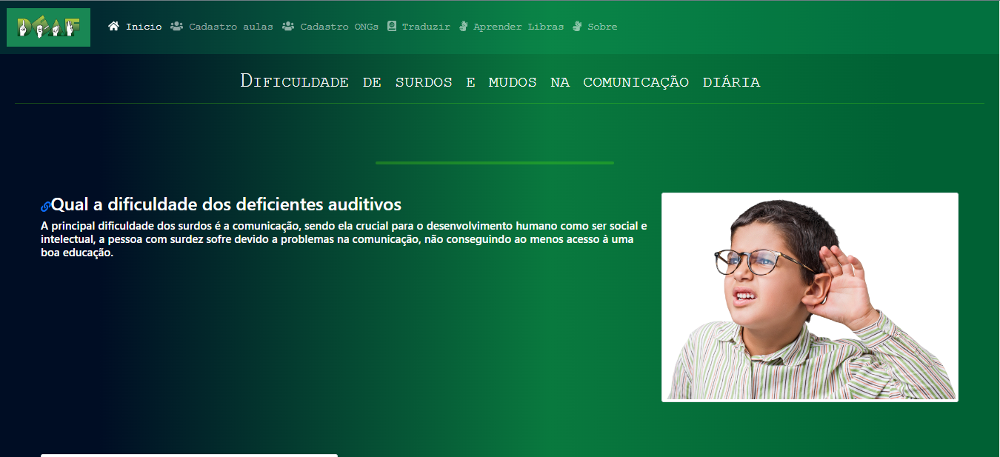 DEAF
Inicio Cadastro aulas Cadastro ONGs Traduzir Aprender Libras Sobre
Dificuldade de surdos e mudos na comunicação diária
Qual a dificuldade dos deficientes auditivos
A principal dificuldade dos surdos é a comunicação, sendo ela crucial para o desenvolvimento humano como ser social e
intelectual, a pessoa com surdez sofre devido a problemas na comunicação, não conseguindo ao menos acesso à uma
boa educação.